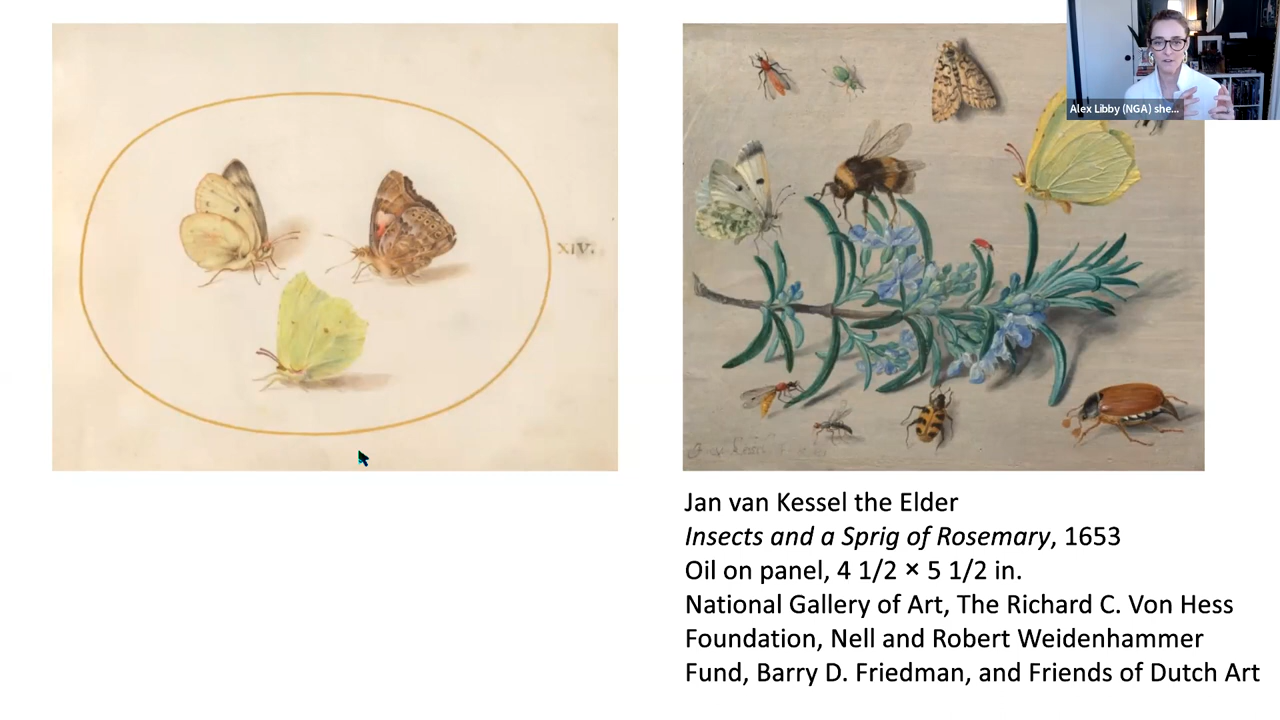 Alex Libby (NGA) she...
XIV.
Jan van Kessel the Elder
Insects and a Sprig of Rosemary, 1653
Oil on panel, 4 1/2 × 5 1/2 in.
National Gallery of Art, The Richard C. Von Hess
Foundation, Nell and Robert Weidenhammer
Fund, Barry D. Friedman, and Friends of Dutch Art